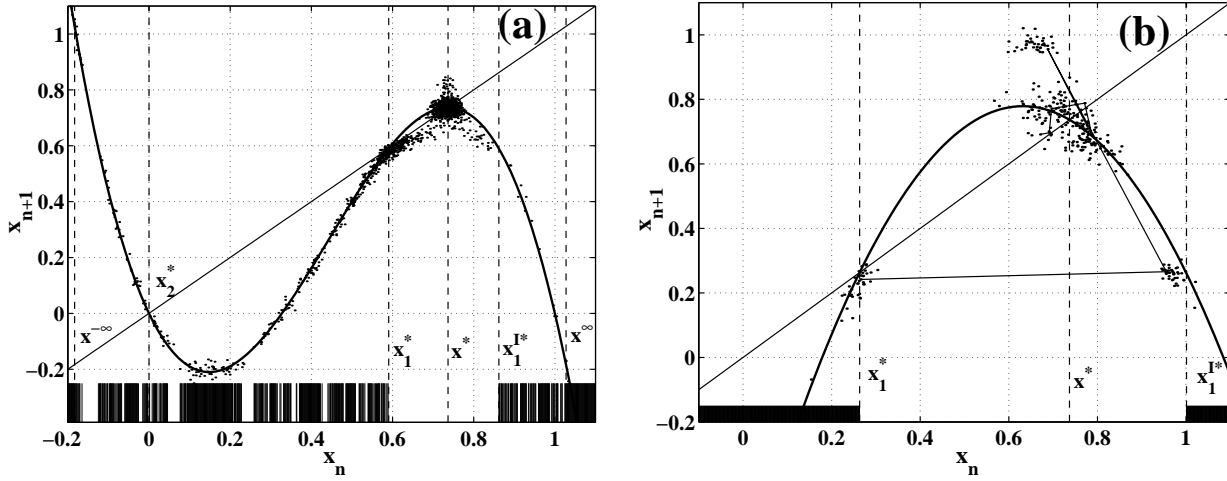 (a)
1
0.8
0.6
0.4
0.2
0
−0.2
x_{n+1}
x_2^*
x^{−∞}
x_1^*
x^*
x_1^{I*}
x^∞
−0.2 0 0.2 0.4 0.6 0.8 1
x_n
(b)
1
0.8
0.6
0.4
0.2
0
−0.2
x_{n+1}
x_1^*
x^*
x_1^{I*}
0 0.2 0.4 0.6 0.8 1
x_n